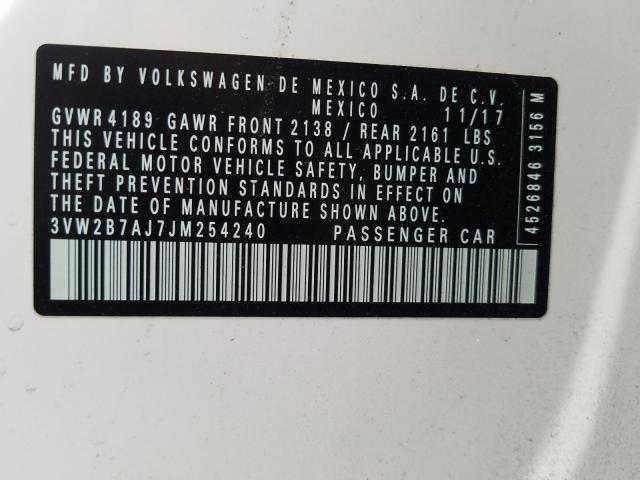 MFD BY VOLKSWAGEN DE MEXICO S.A. DE C.V.
MEXICO 11/17
GVWR 4189 GAWR FRONT 2138 / REAR 2161 LBS
THIS VEHICLE CONFORMS TO ALL APPLICABLE U.S.
FEDERAL MOTOR VEHICLE SAFETY, BUMPER AND
THEFT PREVENTION STANDARDS IN EFFECT ON
THE DATE OF MANUFACTURE SHOWN ABOVE.
3VW2B7AJ7JM254240 PASSENGER CAR
4526846 3156 M